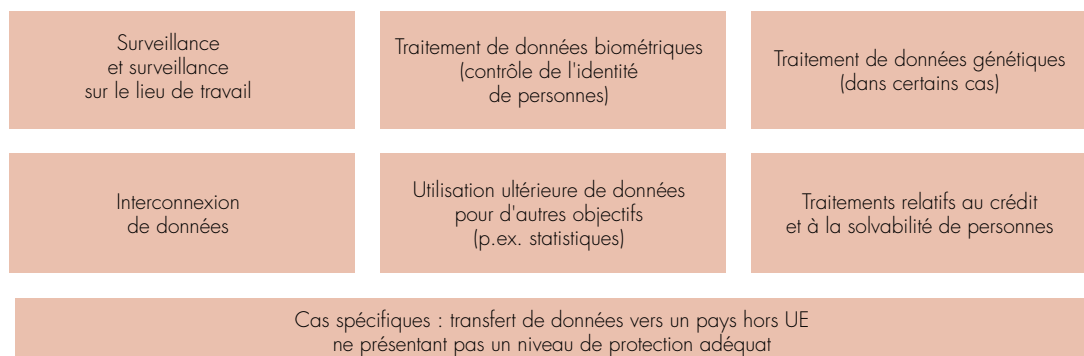 Surveillance
et surveillance
sur le lieu de travail
Traitement de données biométriques
(contrôle de l'identité
de personnes)
Traitement de données génétiques
(dans certains cas)
Interconnexion
de données
Utilisation ultérieure de données
pour d'autres objectifs
(p.ex. statistiques)
Traitements relatifs au crédit
et à la solvabilité de personnes
Cas spécifiques : transfert de données vers un pays hors UE
ne présentant pas un niveau de protection adéquat